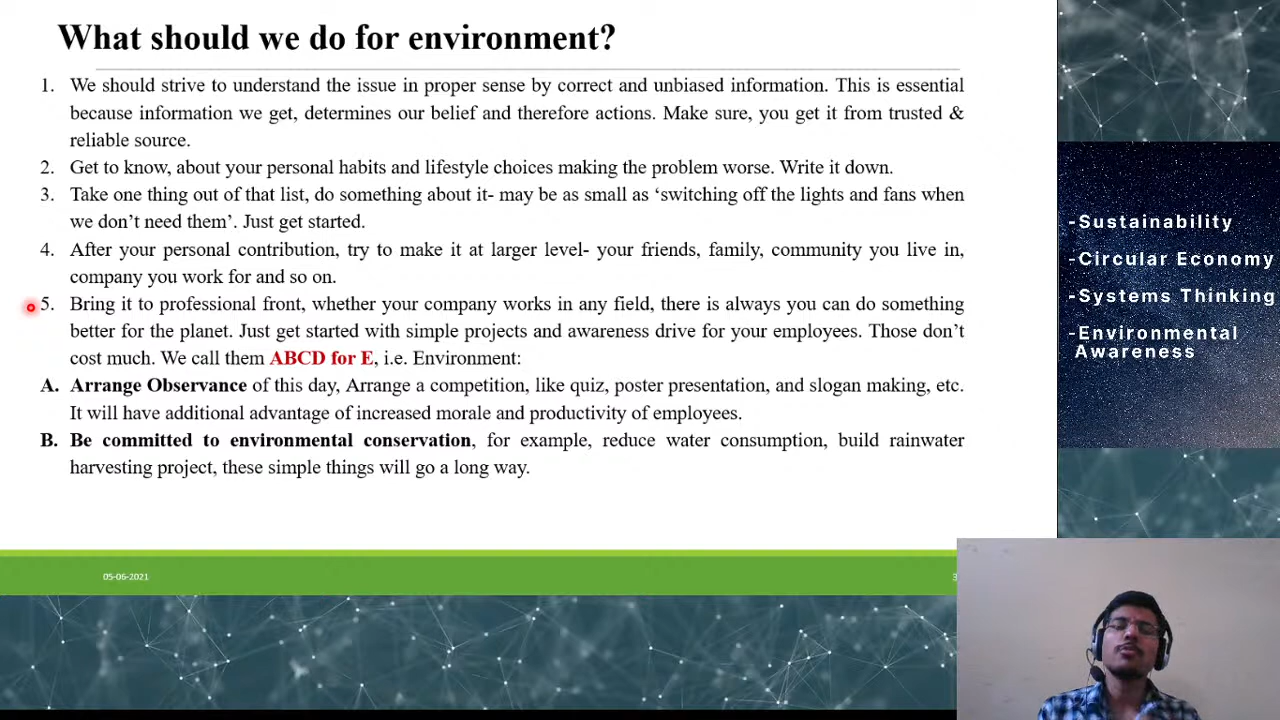 What should we do for environment?
1. We should strive to understand the issue in proper sense by correct and unbiased information. This is essential
because information we get, determines our belief and therefore actions. Make sure, you get it from trusted &
reliable source.
2. Get to know, about your personal habits and lifestyle choices making the problem worse. Write it down.
3. Take one thing out of that list, do something about it- may be as small as ‘switching off the lights and fans when
we don’t need them’. Just get started.
4. After your personal contribution, try to make it at larger level- your friends, family, community you live in,
company you work for and so on.
5. Bring it to professional front, whether your company works in any field, there is always you can do something
better for the planet. Just get started with simple projects and awareness drive for your employees. Those don’t
cost much. We call them ABCD for E, i.e. Environment:
A. Arrange Observance of this day, Arrange a competition, like quiz, poster presentation, and slogan making, etc.
It will have additional advantage of increased morale and productivity of employees.
B. Be committed to environmental conservation, for example, reduce water consumption, build rainwater
harvesting project, these simple things will go a long way.
05-06-2021
3
-Sustainability
-Circular Economy
-Systems Thinking
-Environmental
Awareness